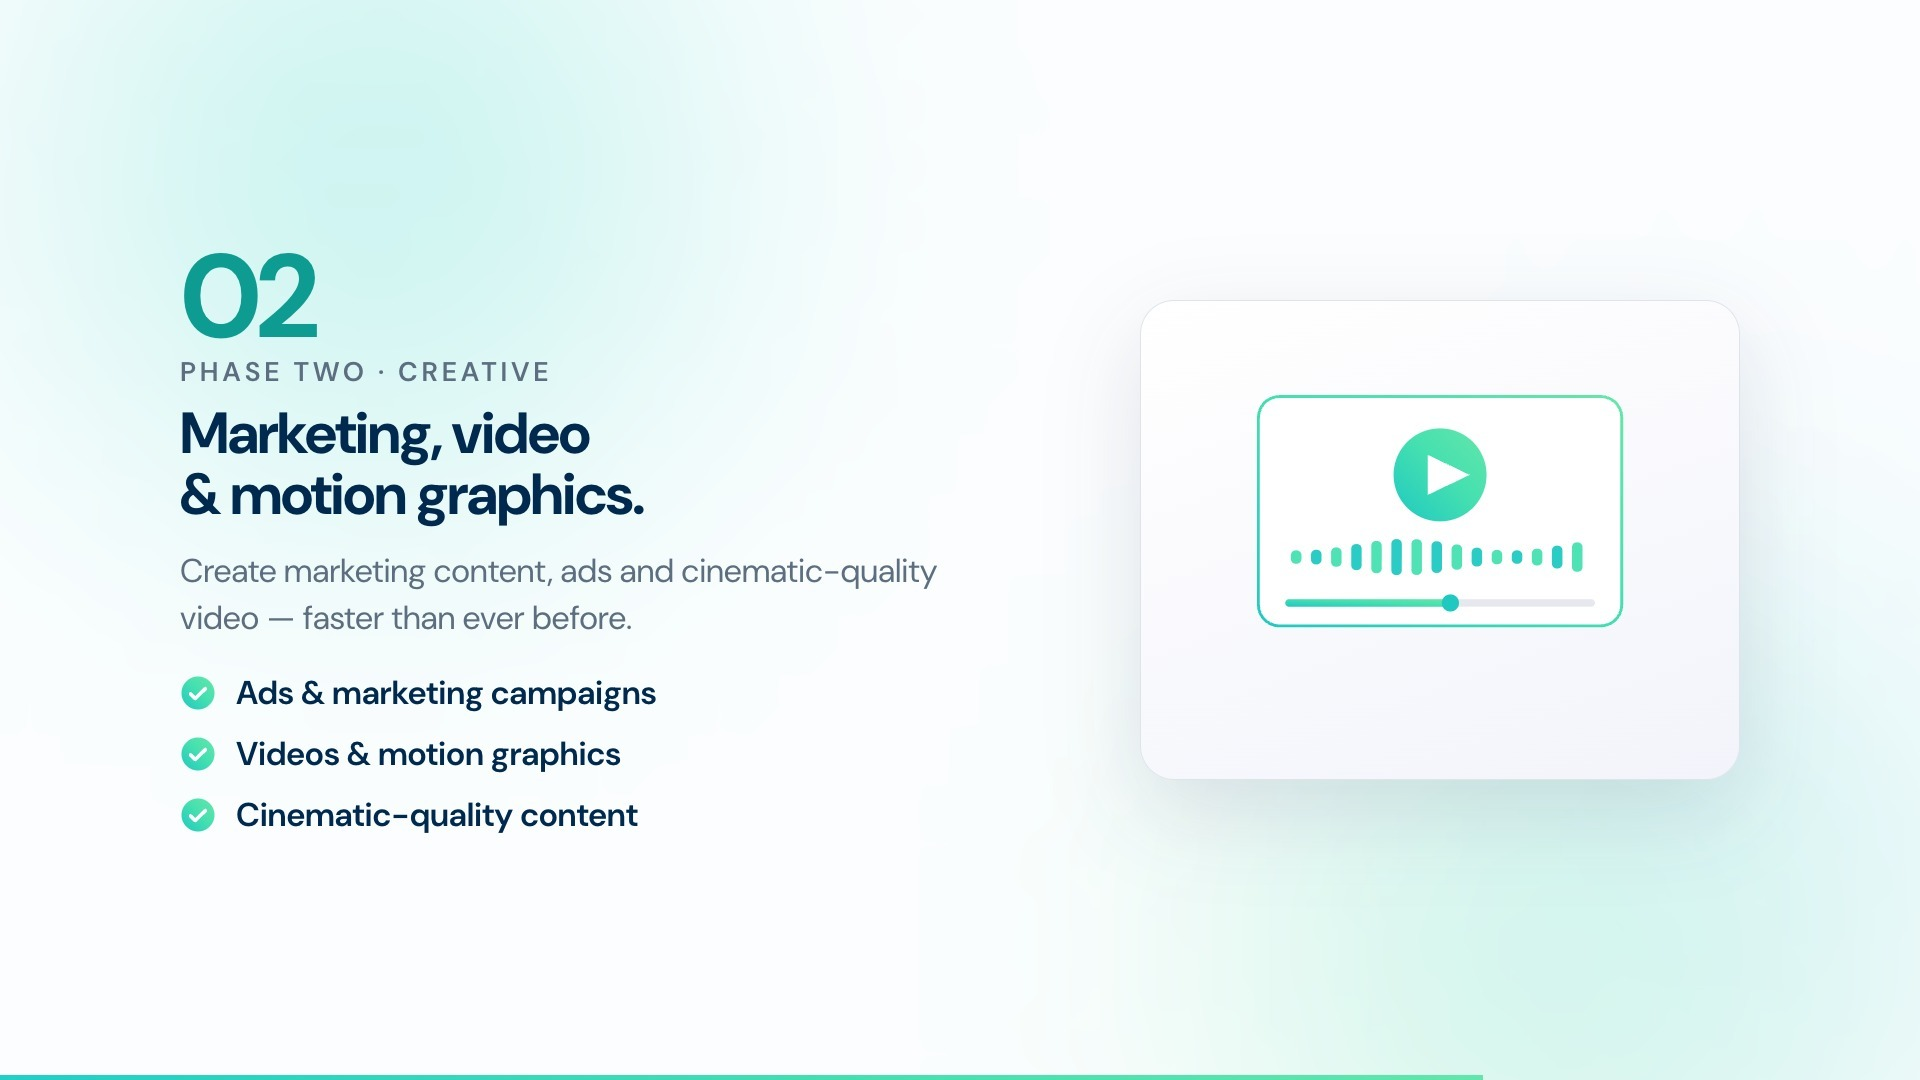 02
PHASE TWO · CREATIVE
Marketing, video
& motion graphics.
Create marketing content, ads and cinematic-quality
video — faster than ever before.
Ads & marketing campaigns
Videos & motion graphics
Cinematic-quality content